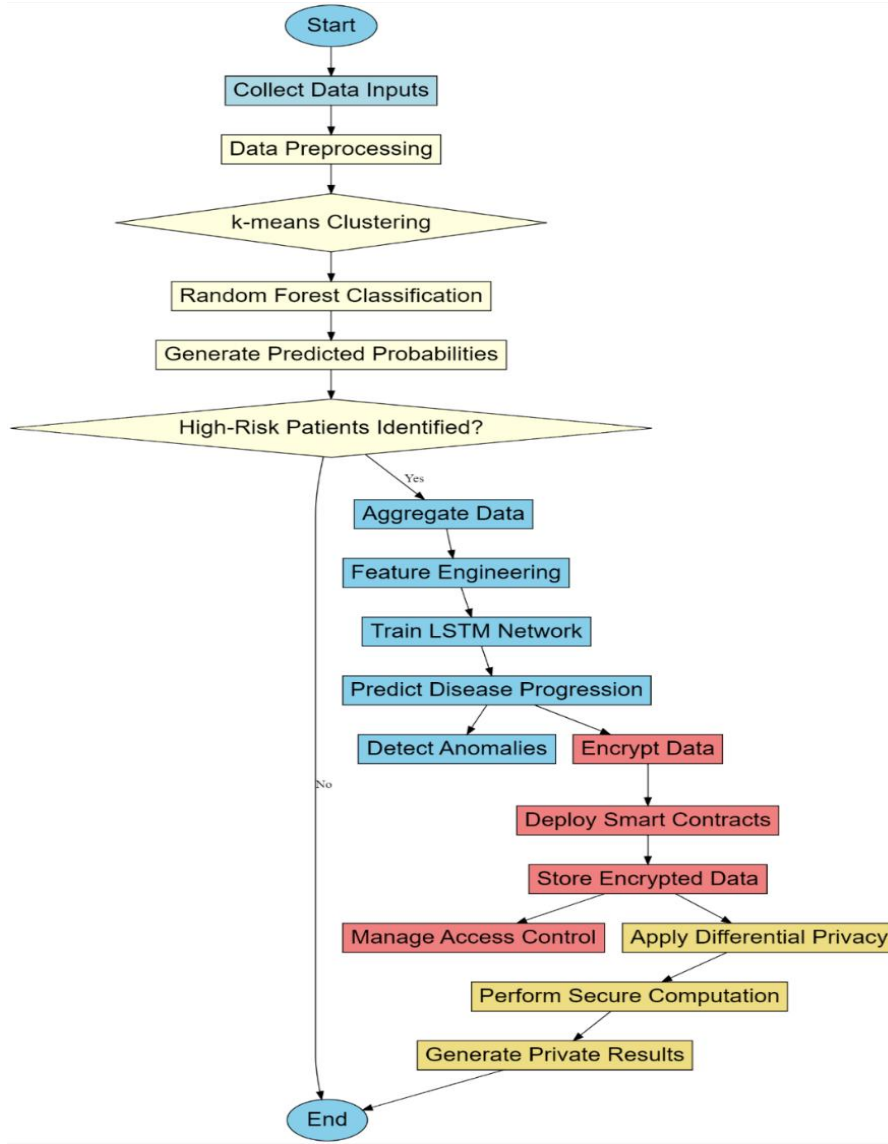 Start
Collect Data Inputs
Data Preprocessing
k-means Clustering
Random Forest Classification
Generate Predicted Probabilities
High-Risk Patients Identified?
Yes
Aggregate Data
Feature Engineering
Train LSTM Network
Predict Disease Progression
Detect Anomalies
Encrypt Data
No
Deploy Smart Contracts
Store Encrypted Data
Manage Access Control
Apply Differential Privacy
Perform Secure Computation
Generate Private Results
End